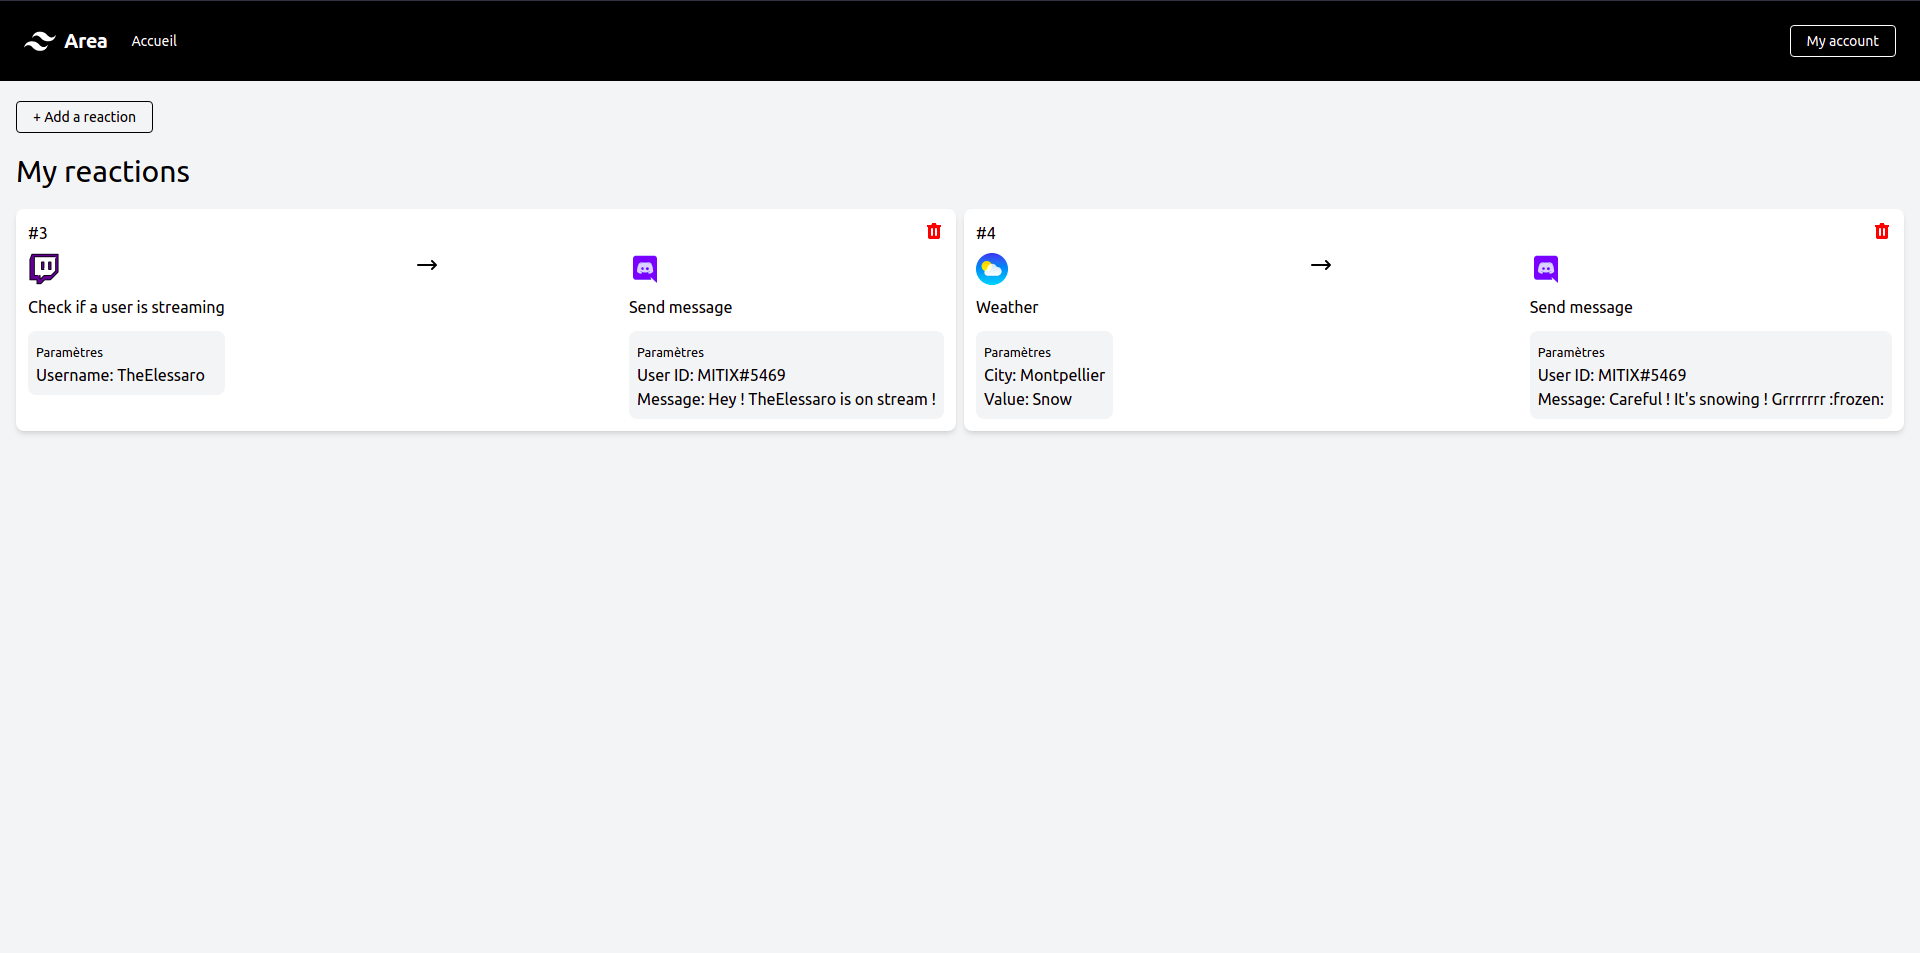 Area
Accueil
My account
+ Add a reaction
My reactions
#3
Check if a user is streaming
Paramètres
Username: TheElessaro
Send message
Paramètres
User ID: MITIX#5469
Message: Hey ! TheElessaro is on stream !
#4
Weather
Paramètres
City: Montpellier
Value: Snow
Send message
Paramètres
User ID: MITIX#5469
Message: Careful ! It's snowing ! Grrrrrrr :frozen: